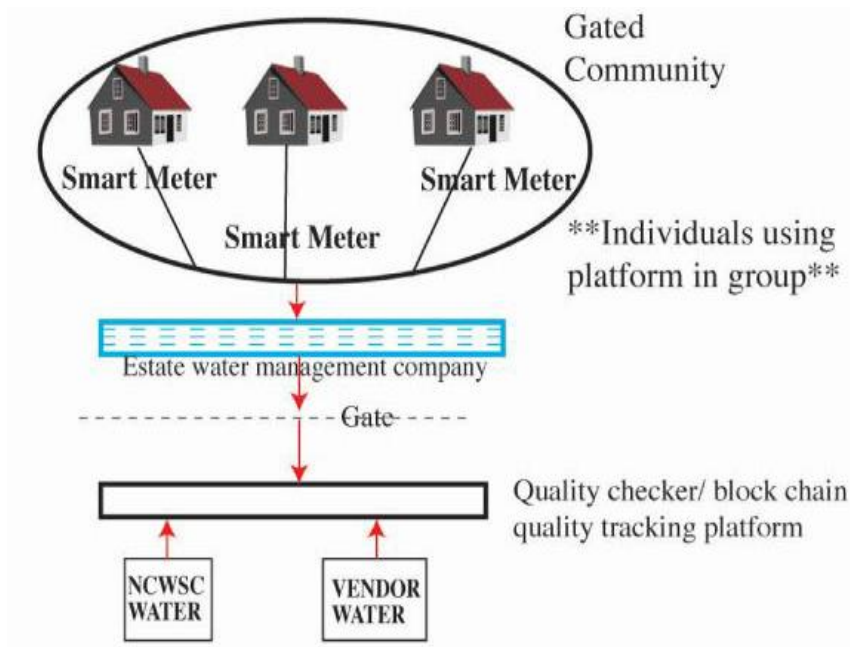 Gated
Community
Smart Meter
Smart Meter
Smart Meter
**Individuals using
platform in group**
Estate water management company
Gate
Quality checker/ block chain
quality tracking platform
NCWSC
WATER
VENDOR
WATER